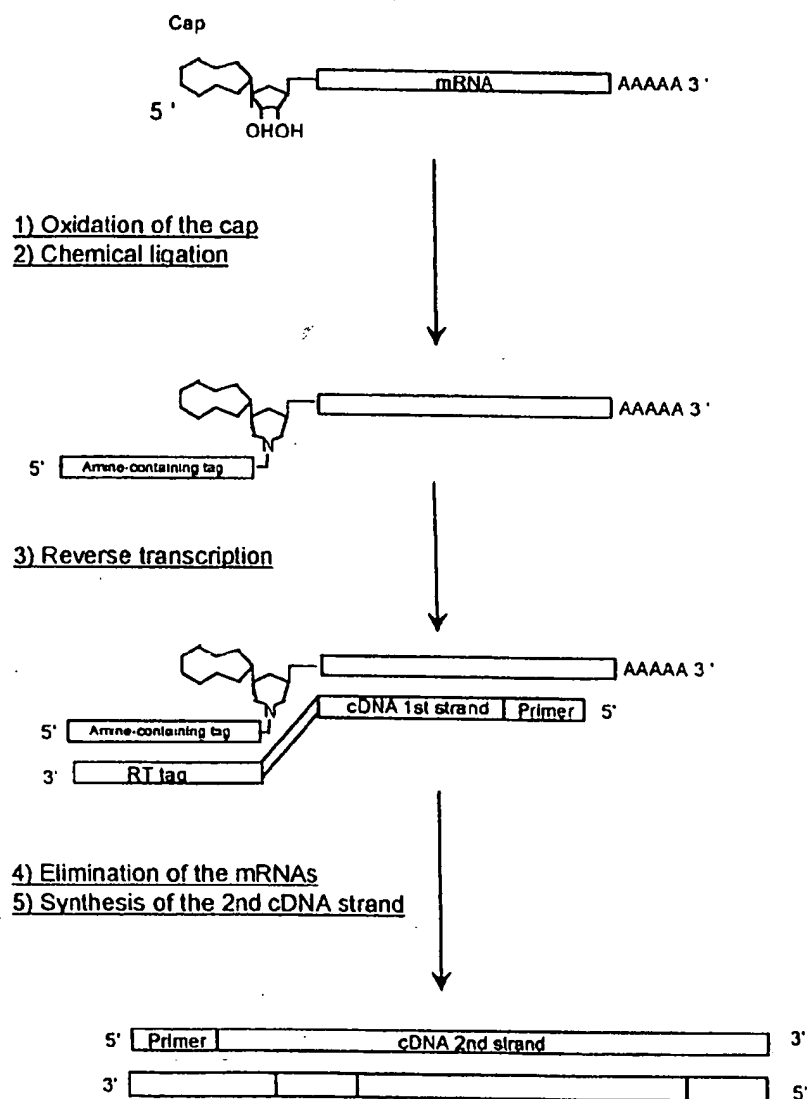 Cap
mRNA AAAAA 3 '
5 '
OHOH
1) Oxidation of the cap
2) Chemical ligation
AAAAA 3 '
N
5' Amine-containing tag
3) Reverse transcription
AAAAA 3 '
N
cDNA 1st strand Primer 5'
5' Amine-containing tag
3' RT tag
4) Elimination of the mRNAs
5) Synthesis of the 2nd cDNA strand
5' Primer cDNA 2nd strand 3'
3' 5'